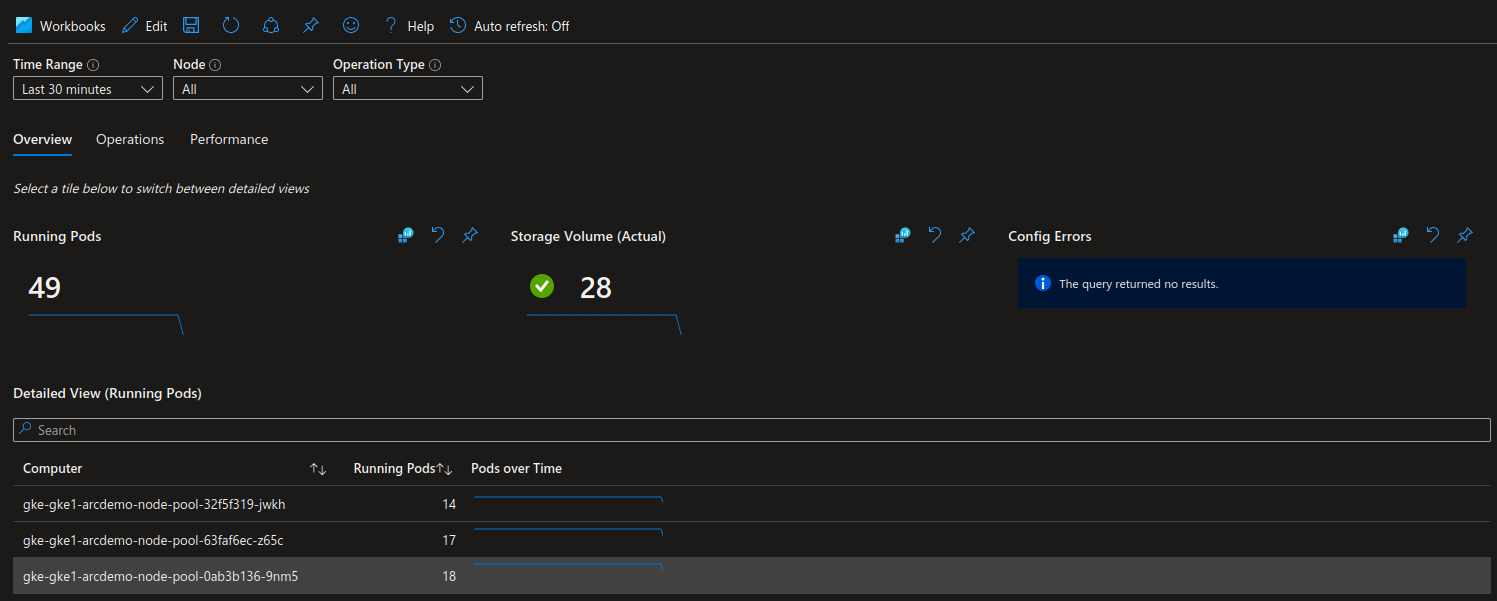 Workbooks Edit Help Auto refresh: Off
Time Range Node Operation Type
Last 30 minutes All All
Overview Operations Performance
Select a tile below to switch between detailed views
Running Pods Storage Volume (Actual) Config Errors
49 28 The query returned no results.
Detailed View (Running Pods)
Search
Computer Running Pods Pods over Time
gke-gke1-arcdemo-node-pool-32f5f319-jwkh 14
gke-gke1-arcdemo-node-pool-63faf6ec-z65c 17
gke-gke1-arcdemo-node-pool-0ab3b136-9nm5 18